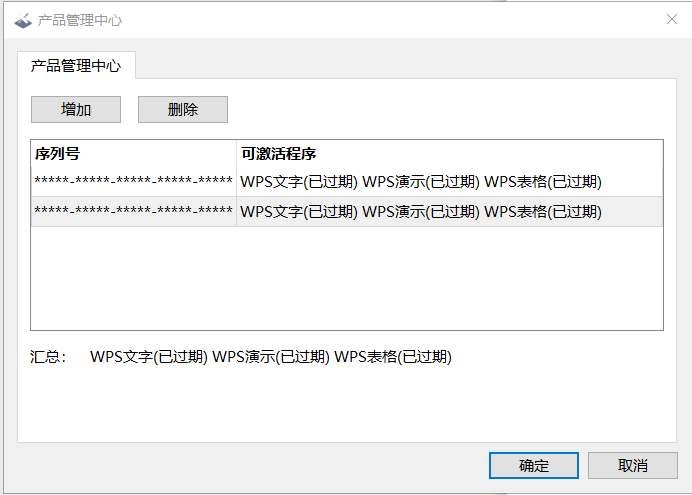 产品管理中心
产品管理中心
增加 删除
序列号 可激活程序
*****-*****-*****-*****-***** WPS文字(已过期) WPS演示(已过期) WPS表格(已过期)
*****-*****-*****-*****-***** WPS文字(已过期) WPS演示(已过期) WPS表格(已过期)
汇总: WPS文字(已过期) WPS演示(已过期) WPS表格(已过期)
确定 取消